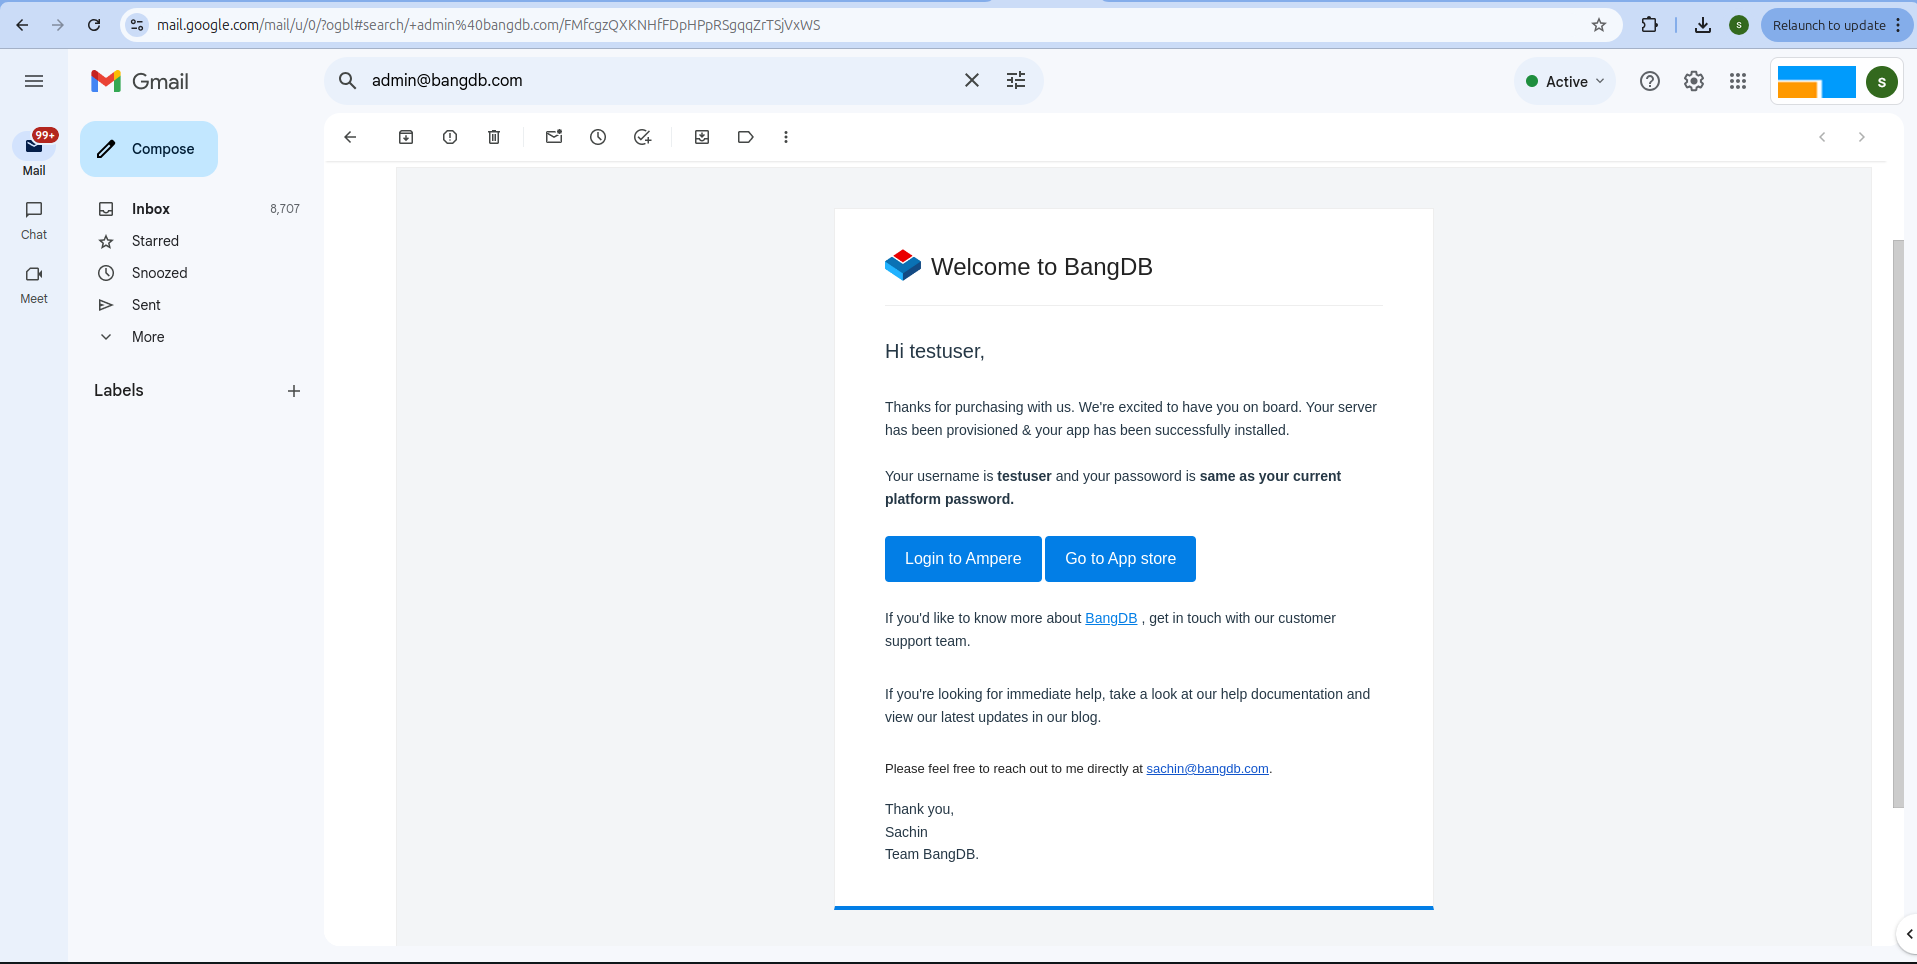 mail.google.com/mail/u/0/?ogbl#search/+admin%40bangdb.com/FMfcgzQXKNHfFDpHPpRSgqqZrTSjVxWS
S
Relaunch to update
Gmail
admin@bangdb.com
Active
S
99+
Mail
Chat
Meet
Compose
Inbox 8,707
Starred
Snoozed
Sent
More
Labels
Welcome to BangDB
Hi testuser,
Thanks for purchasing with us. We're excited to have you on board. Your server
has been provisioned & your app has been successfully installed.
Your username is testuser and your passoword is same as your current
platform password.
Login to Ampere
Go to App store
If you'd like to know more about BangDB , get in touch with our customer
support team.
If you're looking for immediate help, take a look at our help documentation and
view our latest updates in our blog.
Please feel free to reach out to me directly at sachin@bangdb.com.
Thank you,
Sachin
Team BangDB.